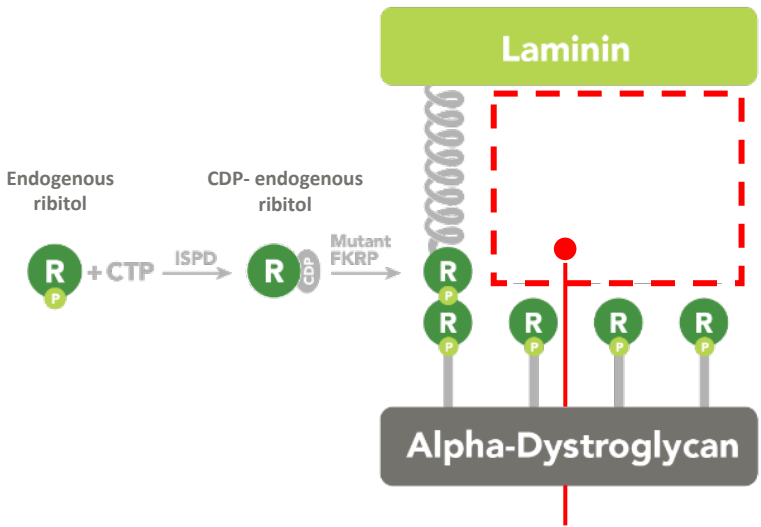 Laminin
Endogenous
ribitol
CDP- endogenous
ribitol
R
P
+ CTP
ISPD
R
CDP
Mutant
FKRP
R
P
R
P
R
P
R
P
R
P
Alpha-Dystroglycan